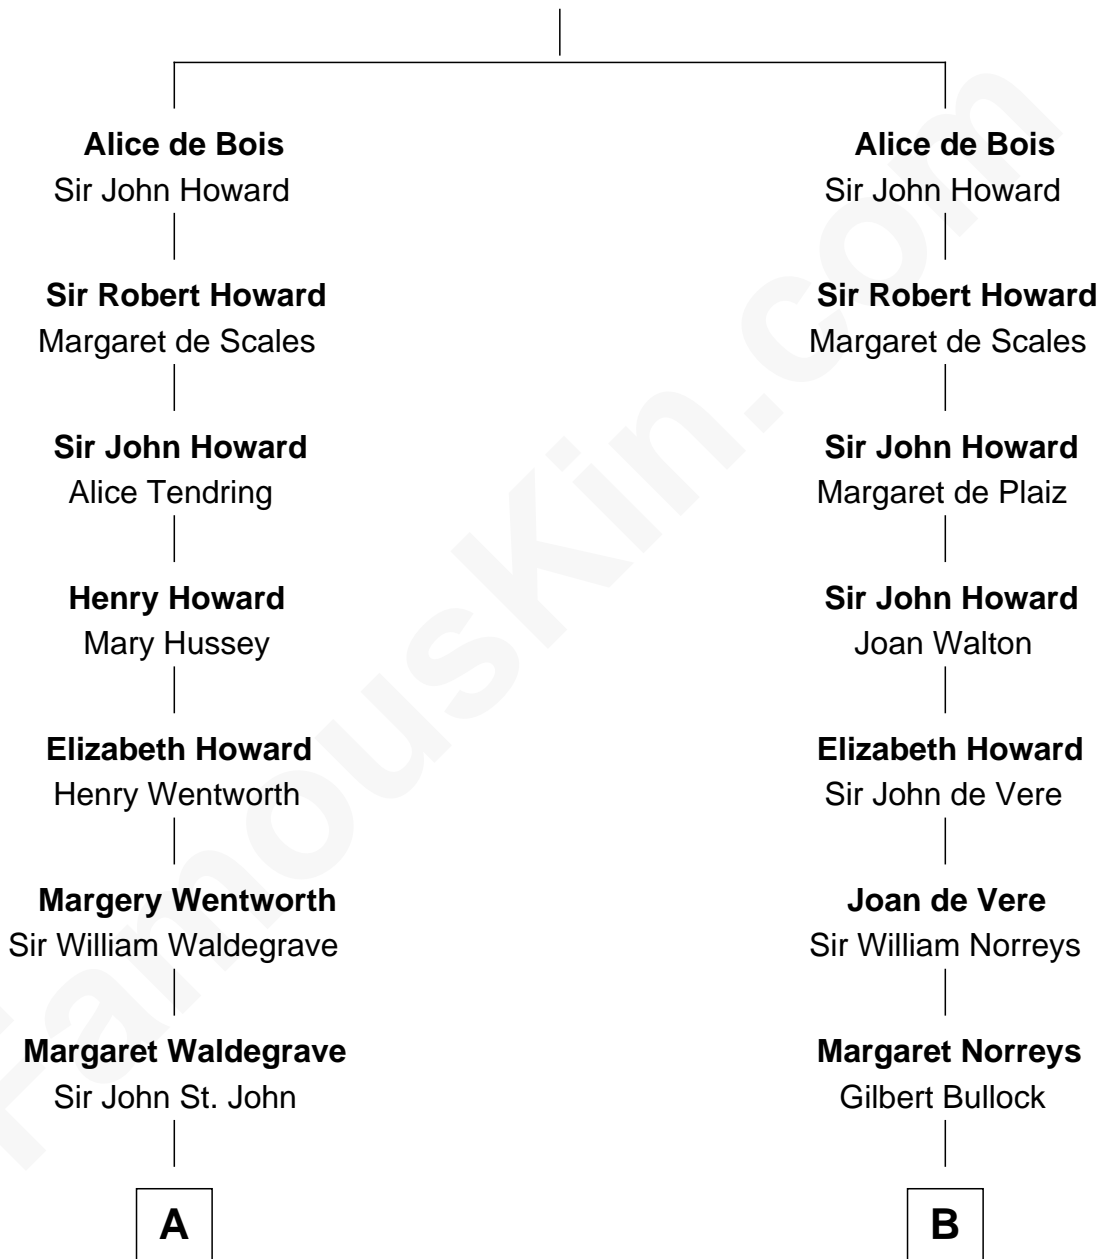 Alice de Bois
Sir John Howard
Sir Robert Howard
Margaret de Scales
Sir John Howard
Alice Tendring
Henry Howard
Mary Hussey
Elizabeth Howard
Henry Wentworth
Margery Wentworth
Sir William Waldegrave
Margaret Waldegrave
Sir John St. John
A
Alice de Bois
Sir John Howard
Sir Robert Howard
Margaret de Scales
Sir John Howard
Margaret de Plaiz
Sir John Howard
Joan Walton
Elizabeth Howard
Sir John de Vere
Joan de Vere
Sir William Norreys
Margaret Norreys
Gilbert Bullock
B
FamousKin.com